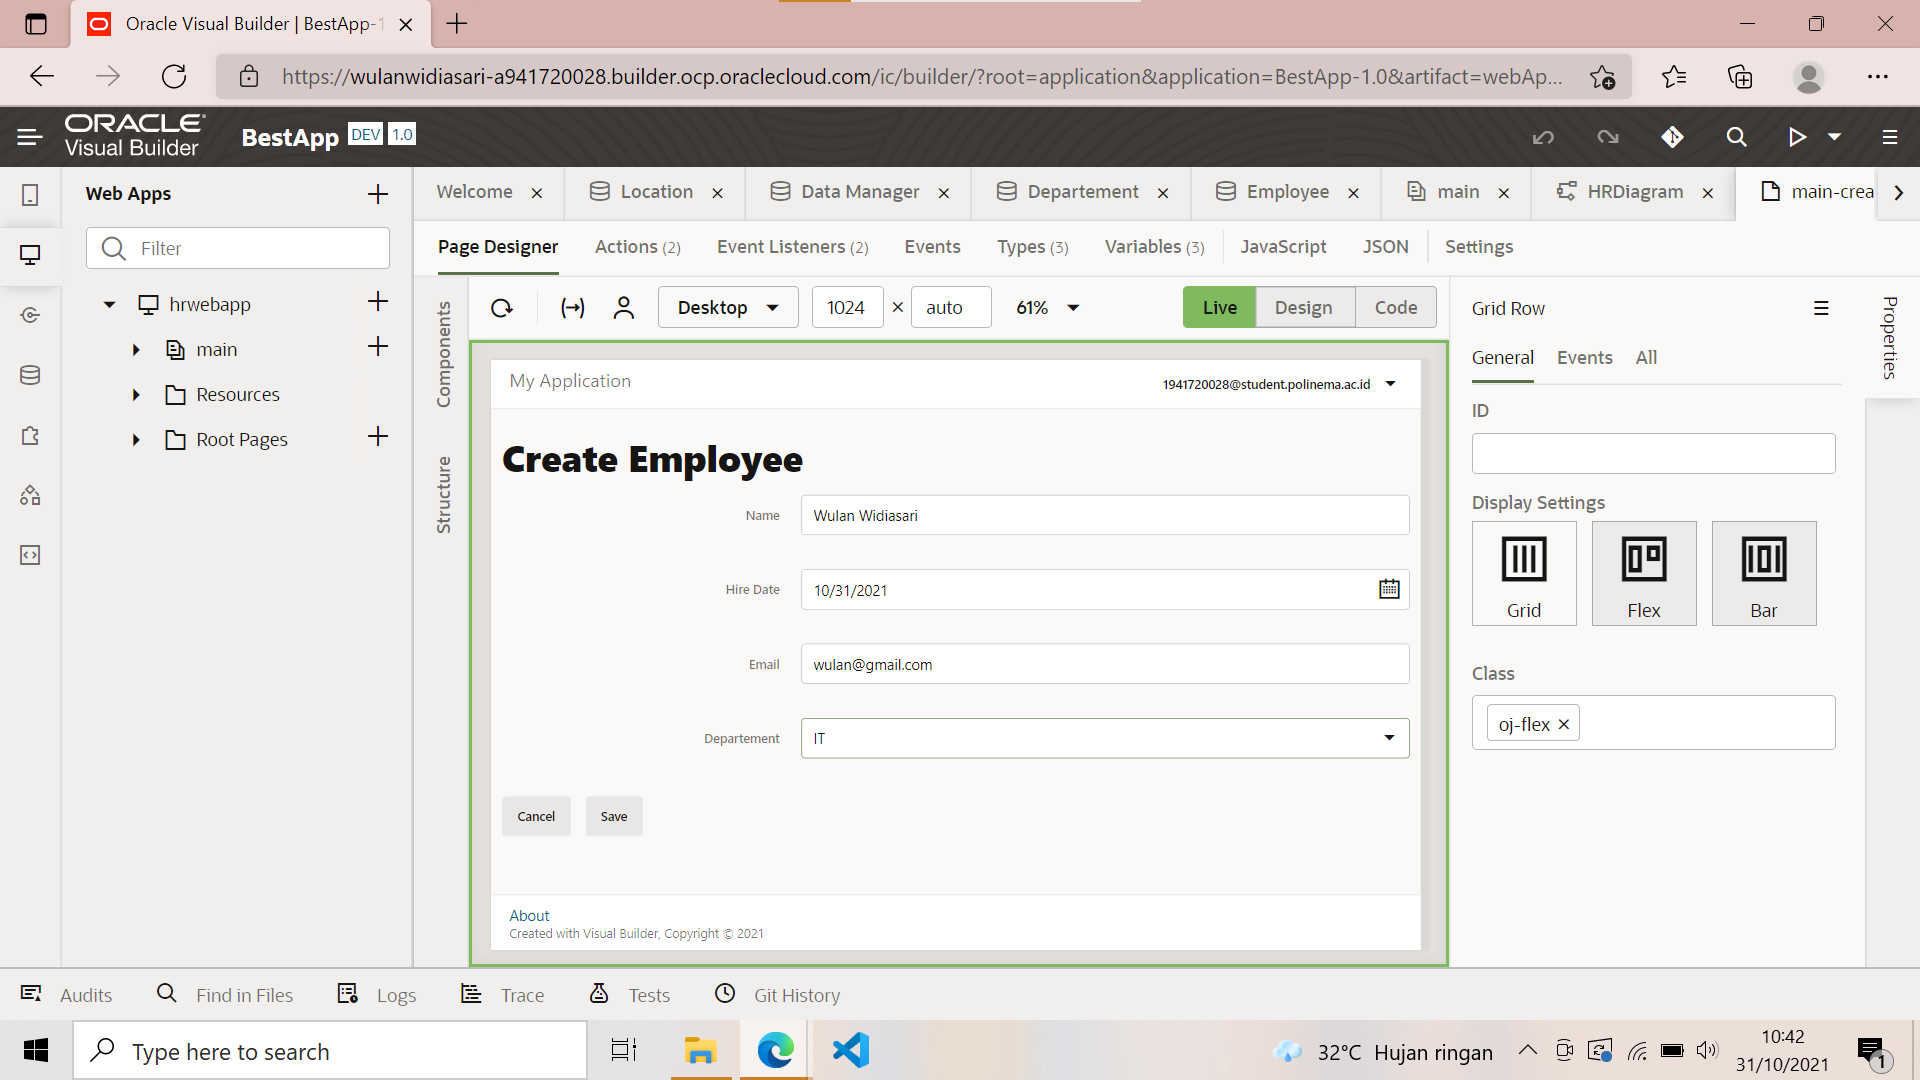 Oracle Visual Builder | BestApp-1
https://wulanwidiasari-a941720028.builder.ocp.oraclecloud.com/ic/builder/?root=application&application=BestApp-1.0&artifact=webAp...
ORACLE
Visual Builder
BestApp DEV 1.0
Web Apps
Filter
hrwebapp
main
Resources
Root Pages
Welcome
Location
Data Manager
Departement
Employee
main
HRDiagram
main-crea
Page Designer
Actions (2)
Event Listeners (2)
Events
Types (3)
Variables (3)
JavaScript
JSON
Settings
Components
Structure
Desktop
1024 × auto
61%
Live
Design
Code
My Application
1941720028@student.polinema.ac.id
Create Employee
Name
Wulan Widiasari
Hire Date
10/31/2021
Email
wulan@gmail.com
Departement
IT
Cancel
Save
About
Created with Visual Builder, Copyright © 2021
Grid Row
General
Events
All
ID
Display Settings
Grid
Flex
Bar
Class
oj-flex
Properties
Audits
Find in Files
Logs
Trace
Tests
Git History
Type here to search
32°C Hujan ringan
10:42
31/10/2021
1